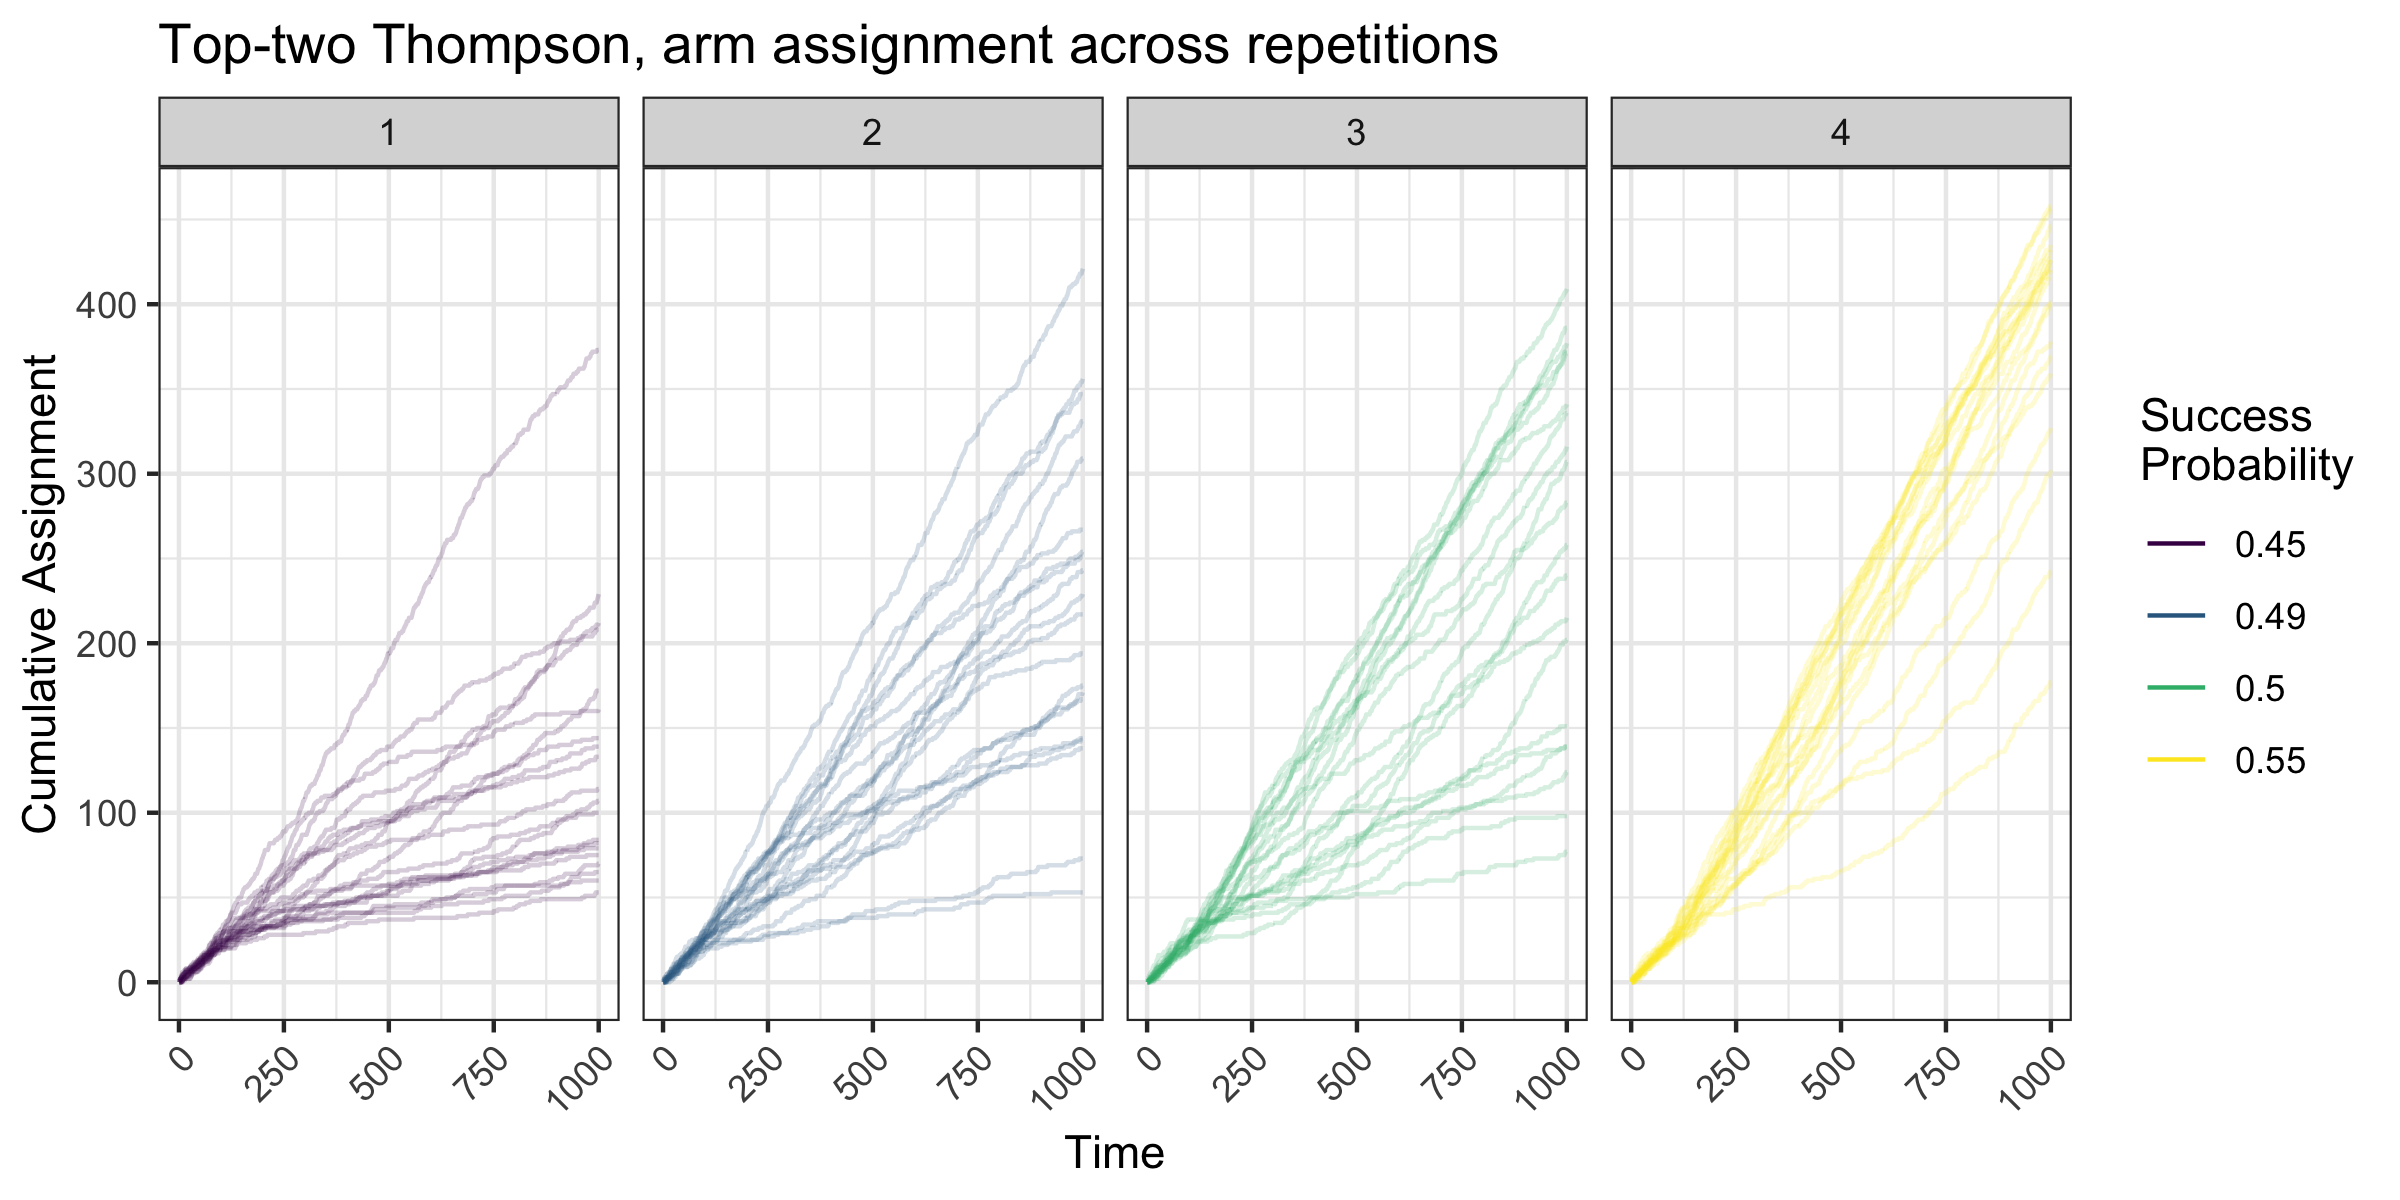 Top-two Thompson, arm assignment across repetitions
1 2 3 4
Cumulative Assignment
400
300
200
100
0
0 250 500 750 1000 0 250 500 750 1000 0 250 500 750 1000 0 250 500 750 1000
Time
Success
Probability
0.45
0.49
0.5
0.55